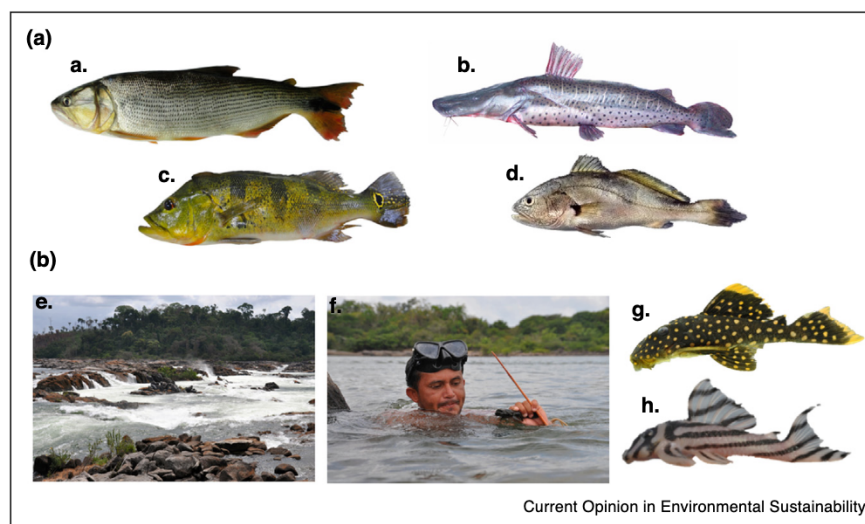 (a)
a.
b.
c.
d.
(b)
e.
f.
g.
h.
Current Opinion in Environmental Sustainability